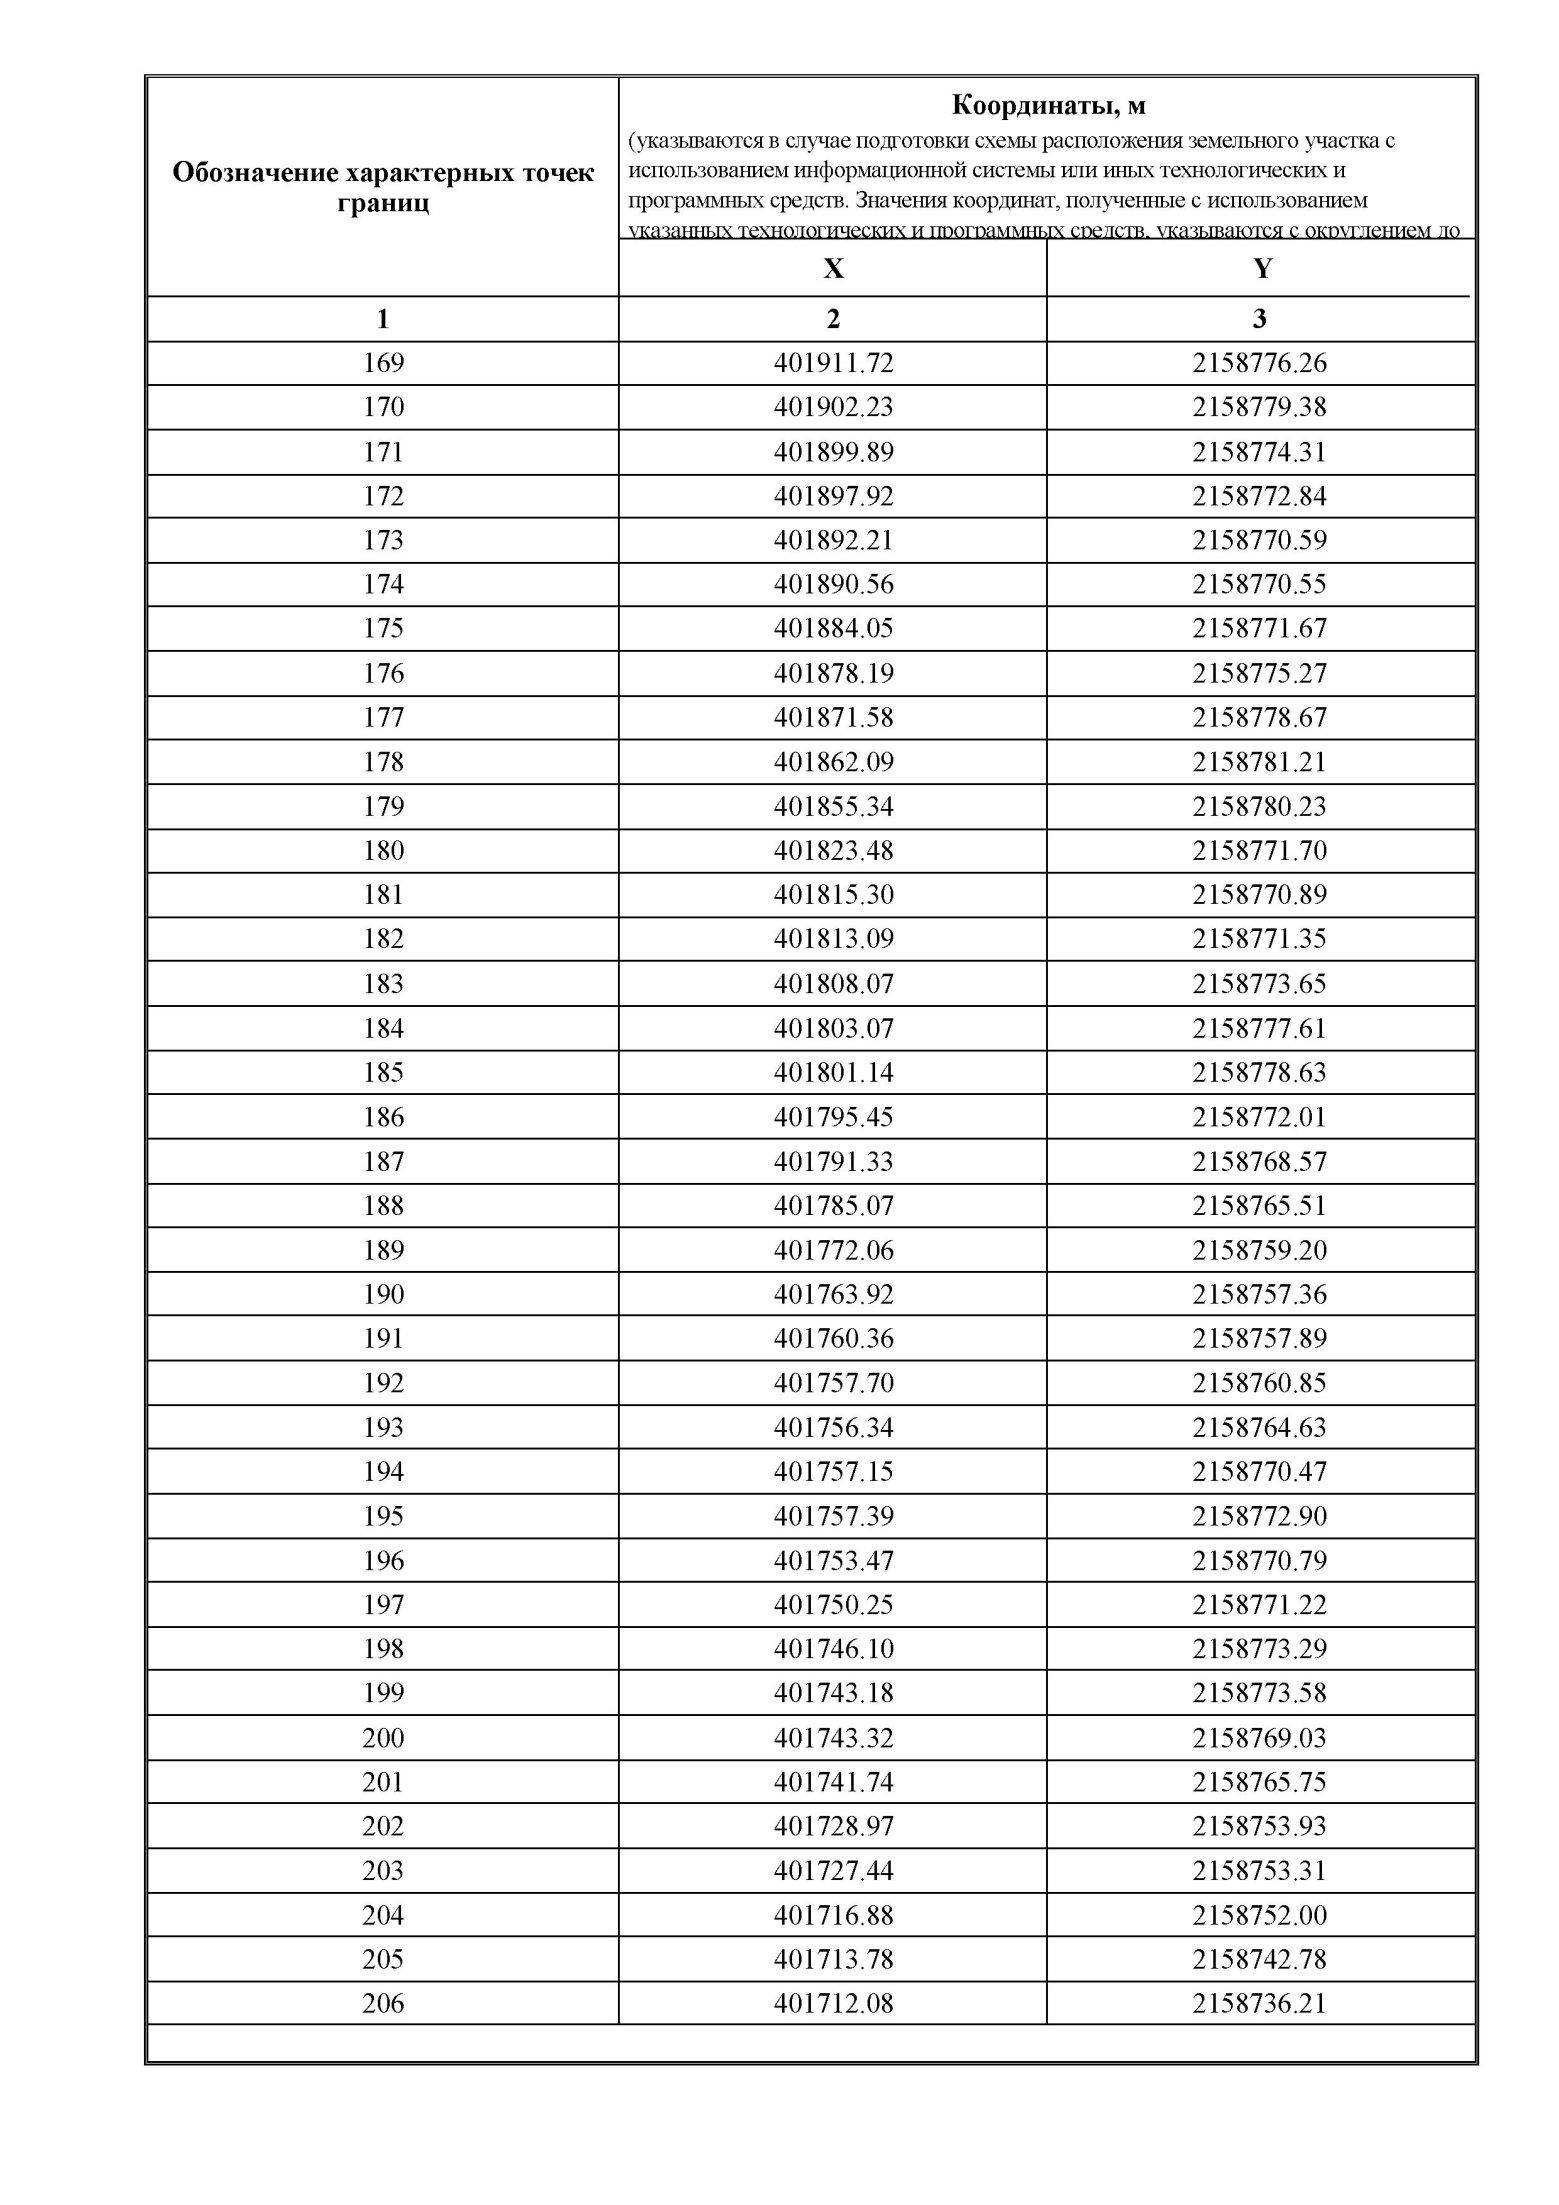 Обозначение характерных точек
границ
Координаты, м
(указываются в случае подготовки схемы расположения земельного участка с
использованием информационной системы или иных технологических и
программных средств. Значения координат, полученные с использованием
указанных технологических и программных средств, указываются с округлением до
X Y
1 2 3
169 401911.72 2158776.26
170 401902.23 2158779.38
171 401899.89 2158774.31
172 401897.92 2158772.84
173 401892.21 2158770.59
174 401890.56 2158770.55
175 401884.05 2158771.67
176 401878.19 2158775.27
177 401871.58 2158778.67
178 401862.09 2158781.21
179 401855.34 2158780.23
180 401823.48 2158771.70
181 401815.30 2158770.89
182 401813.09 2158771.35
183 401808.07 2158773.65
184 401803.07 2158777.61
185 401801.14 2158778.63
186 401795.45 2158772.01
187 401791.33 2158768.57
188 401785.07 2158765.51
189 401772.06 2158759.20
190 401763.92 2158757.36
191 401760.36 2158757.89
192 401757.70 2158760.85
193 401756.34 2158764.63
194 401757.15 2158770.47
195 401757.39 2158772.90
196 401753.47 2158770.79
197 401750.25 2158771.22
198 401746.10 2158773.29
199 401743.18 2158773.58
200 401743.32 2158769.03
201 401741.74 2158765.75
202 401728.97 2158753.93
203 401727.44 2158753.31
204 401716.88 2158752.00
205 401713.78 2158742.78
206 401712.08 2158736.21